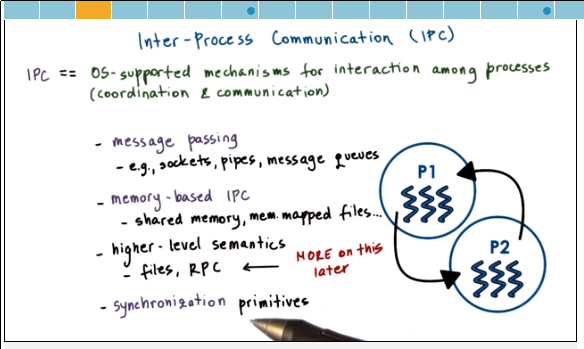 Inter-Process Communication (IPC)
IPC == OS-supported mechanisms for interaction among processes
(coordination & communication)
- message passing
- e.g., sockets, pipes, message queues
- memory-based IPC
- shared memory, mem. mapped files...
- higher-level semantics
- files, RPC ← MORE on this
later
- synchronization primitives
P1
P2